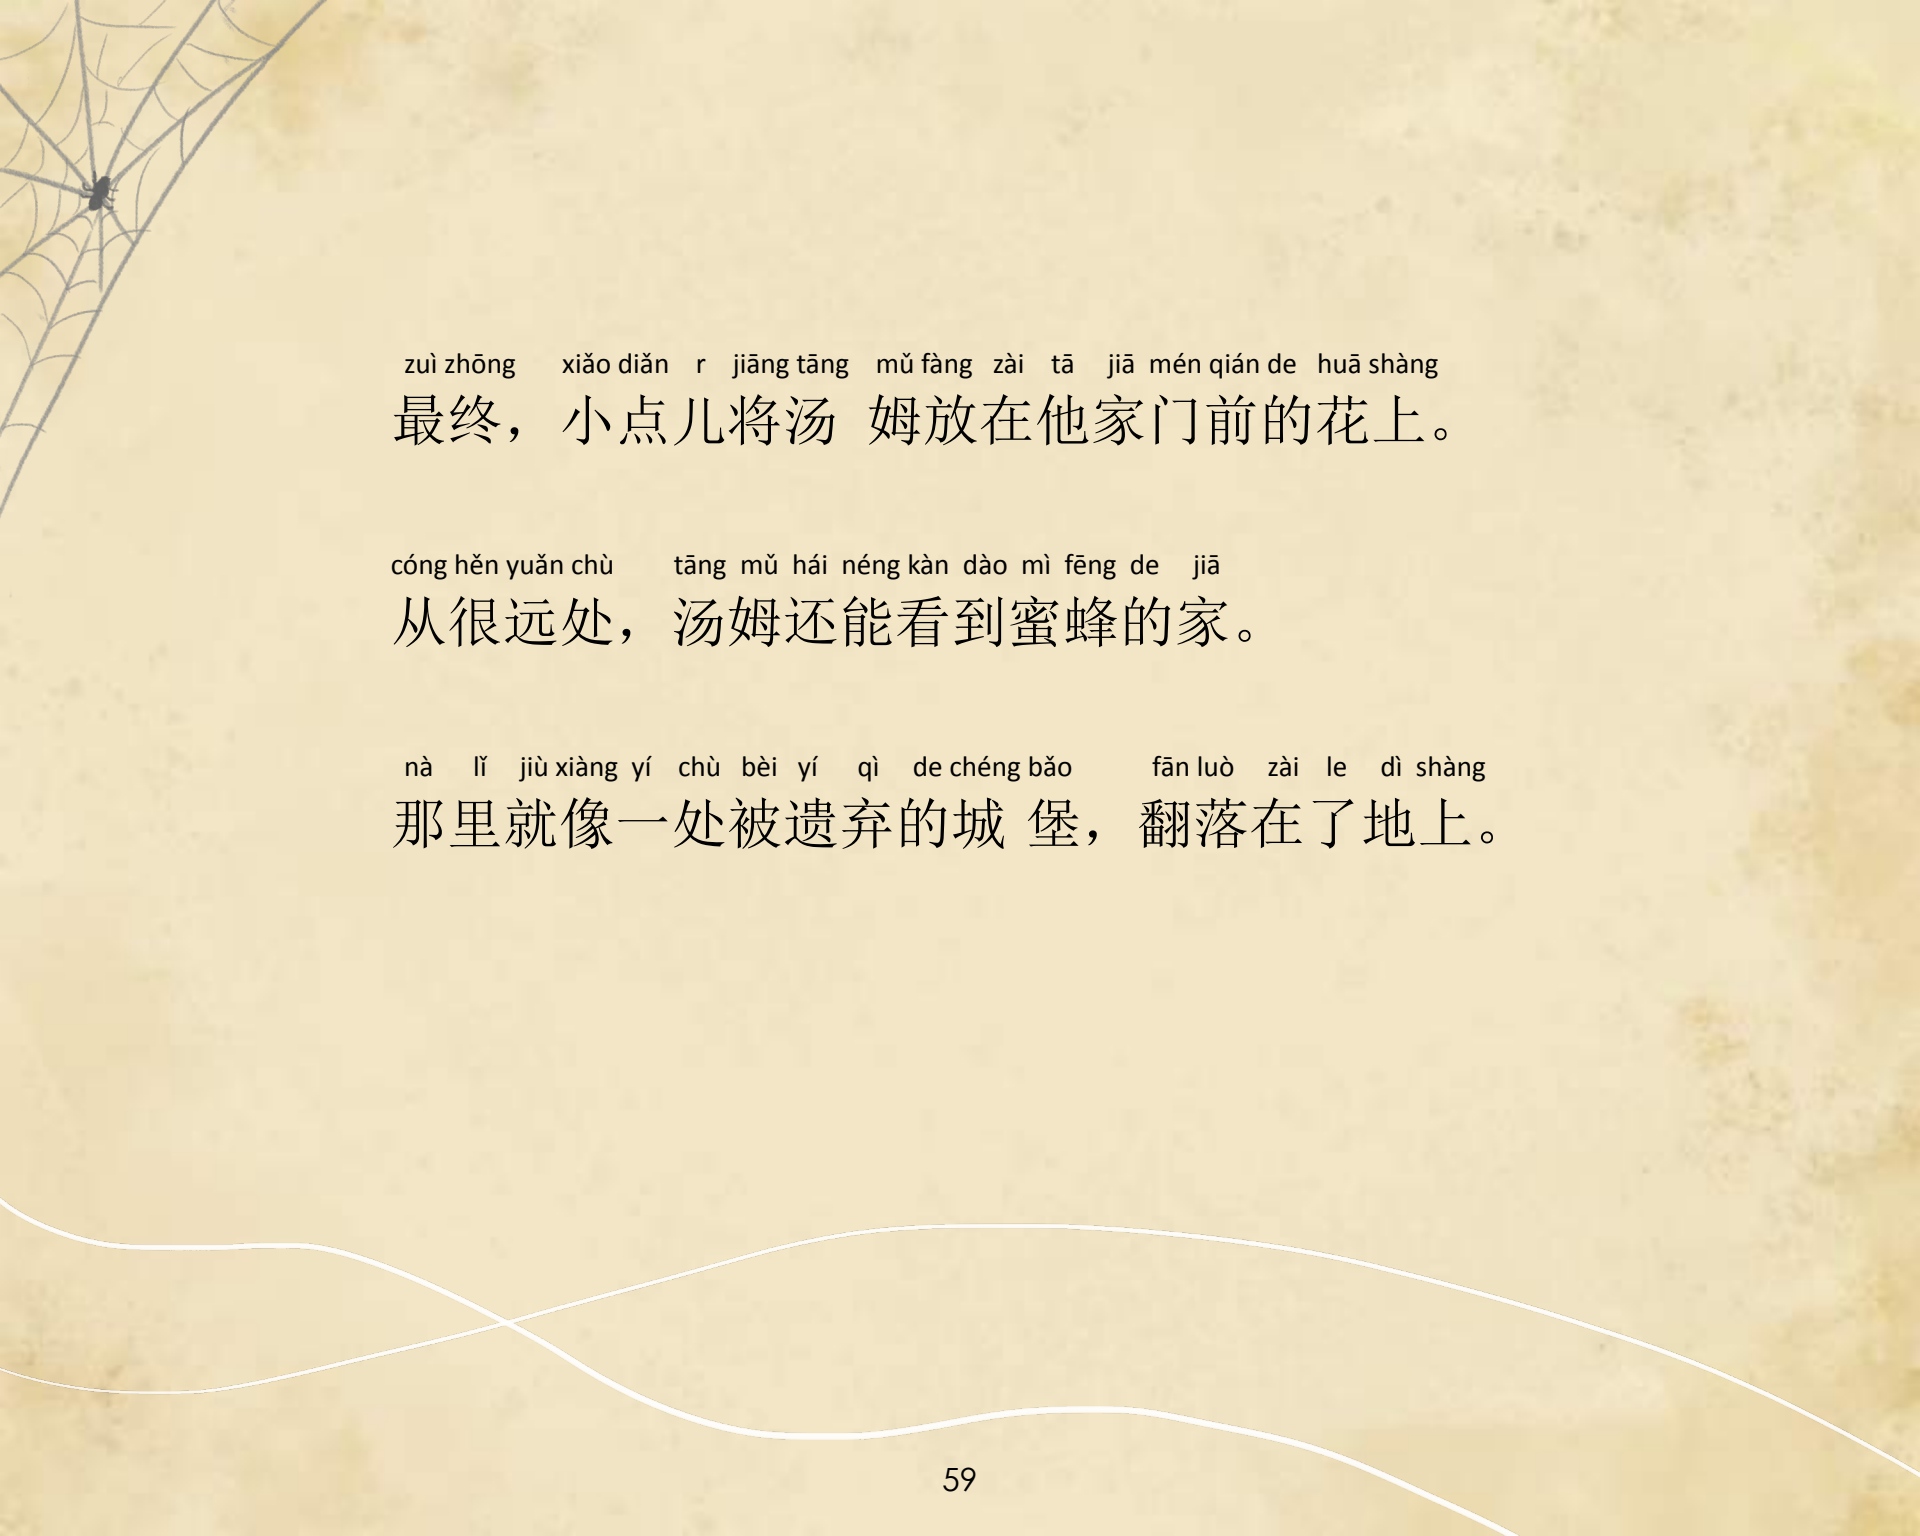 zuì zhōng xiǎo diǎn r jiāng tāng mǔ fàng zài tā jiā mén qián de huā shàng
最终，小点儿将汤 姆放在他家门前的花上。
cóng hěn yuǎn chù tāng mǔ hái néng kàn dào mì fēng de jiā
从很远处，汤姆还能看到蜜蜂的家。
nà lǐ jiù xiàng yí chù bèi yí qì de chéng bǎo fān luò zài le dì shàng
那里就像一处被遗弃的城 堡，翻落在了地上。
59